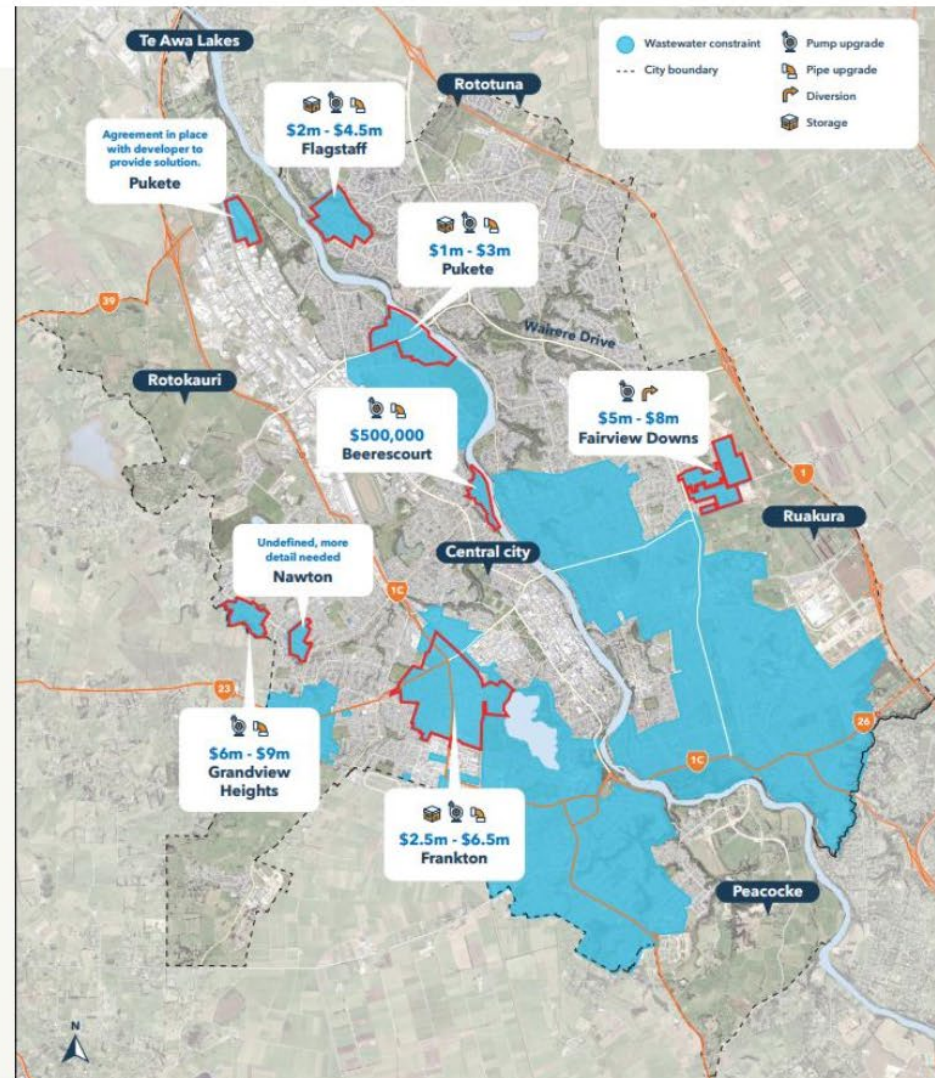 Te Awa Lakes
Rototuna
Wastewater constraint
City boundary
Pump upgrade
Pipe upgrade
Diversion
Storage
$2m - $4.5m
Flagstaff
Agreement in place
with developer to
provide solution.
Pukete
$1m - $3m
Pukete
39
Wairere Drive
Rotokauri
$500,000
Beerescourt
$5m - $8m
Fairview Downs
1
Ruakura
Undefined, more
detail needed
Nawton
Central city
1C
23
$6m - $9m
Grandview
Heights
26
1C
$2.5m - $6.5m
Frankton
Peacocke
N